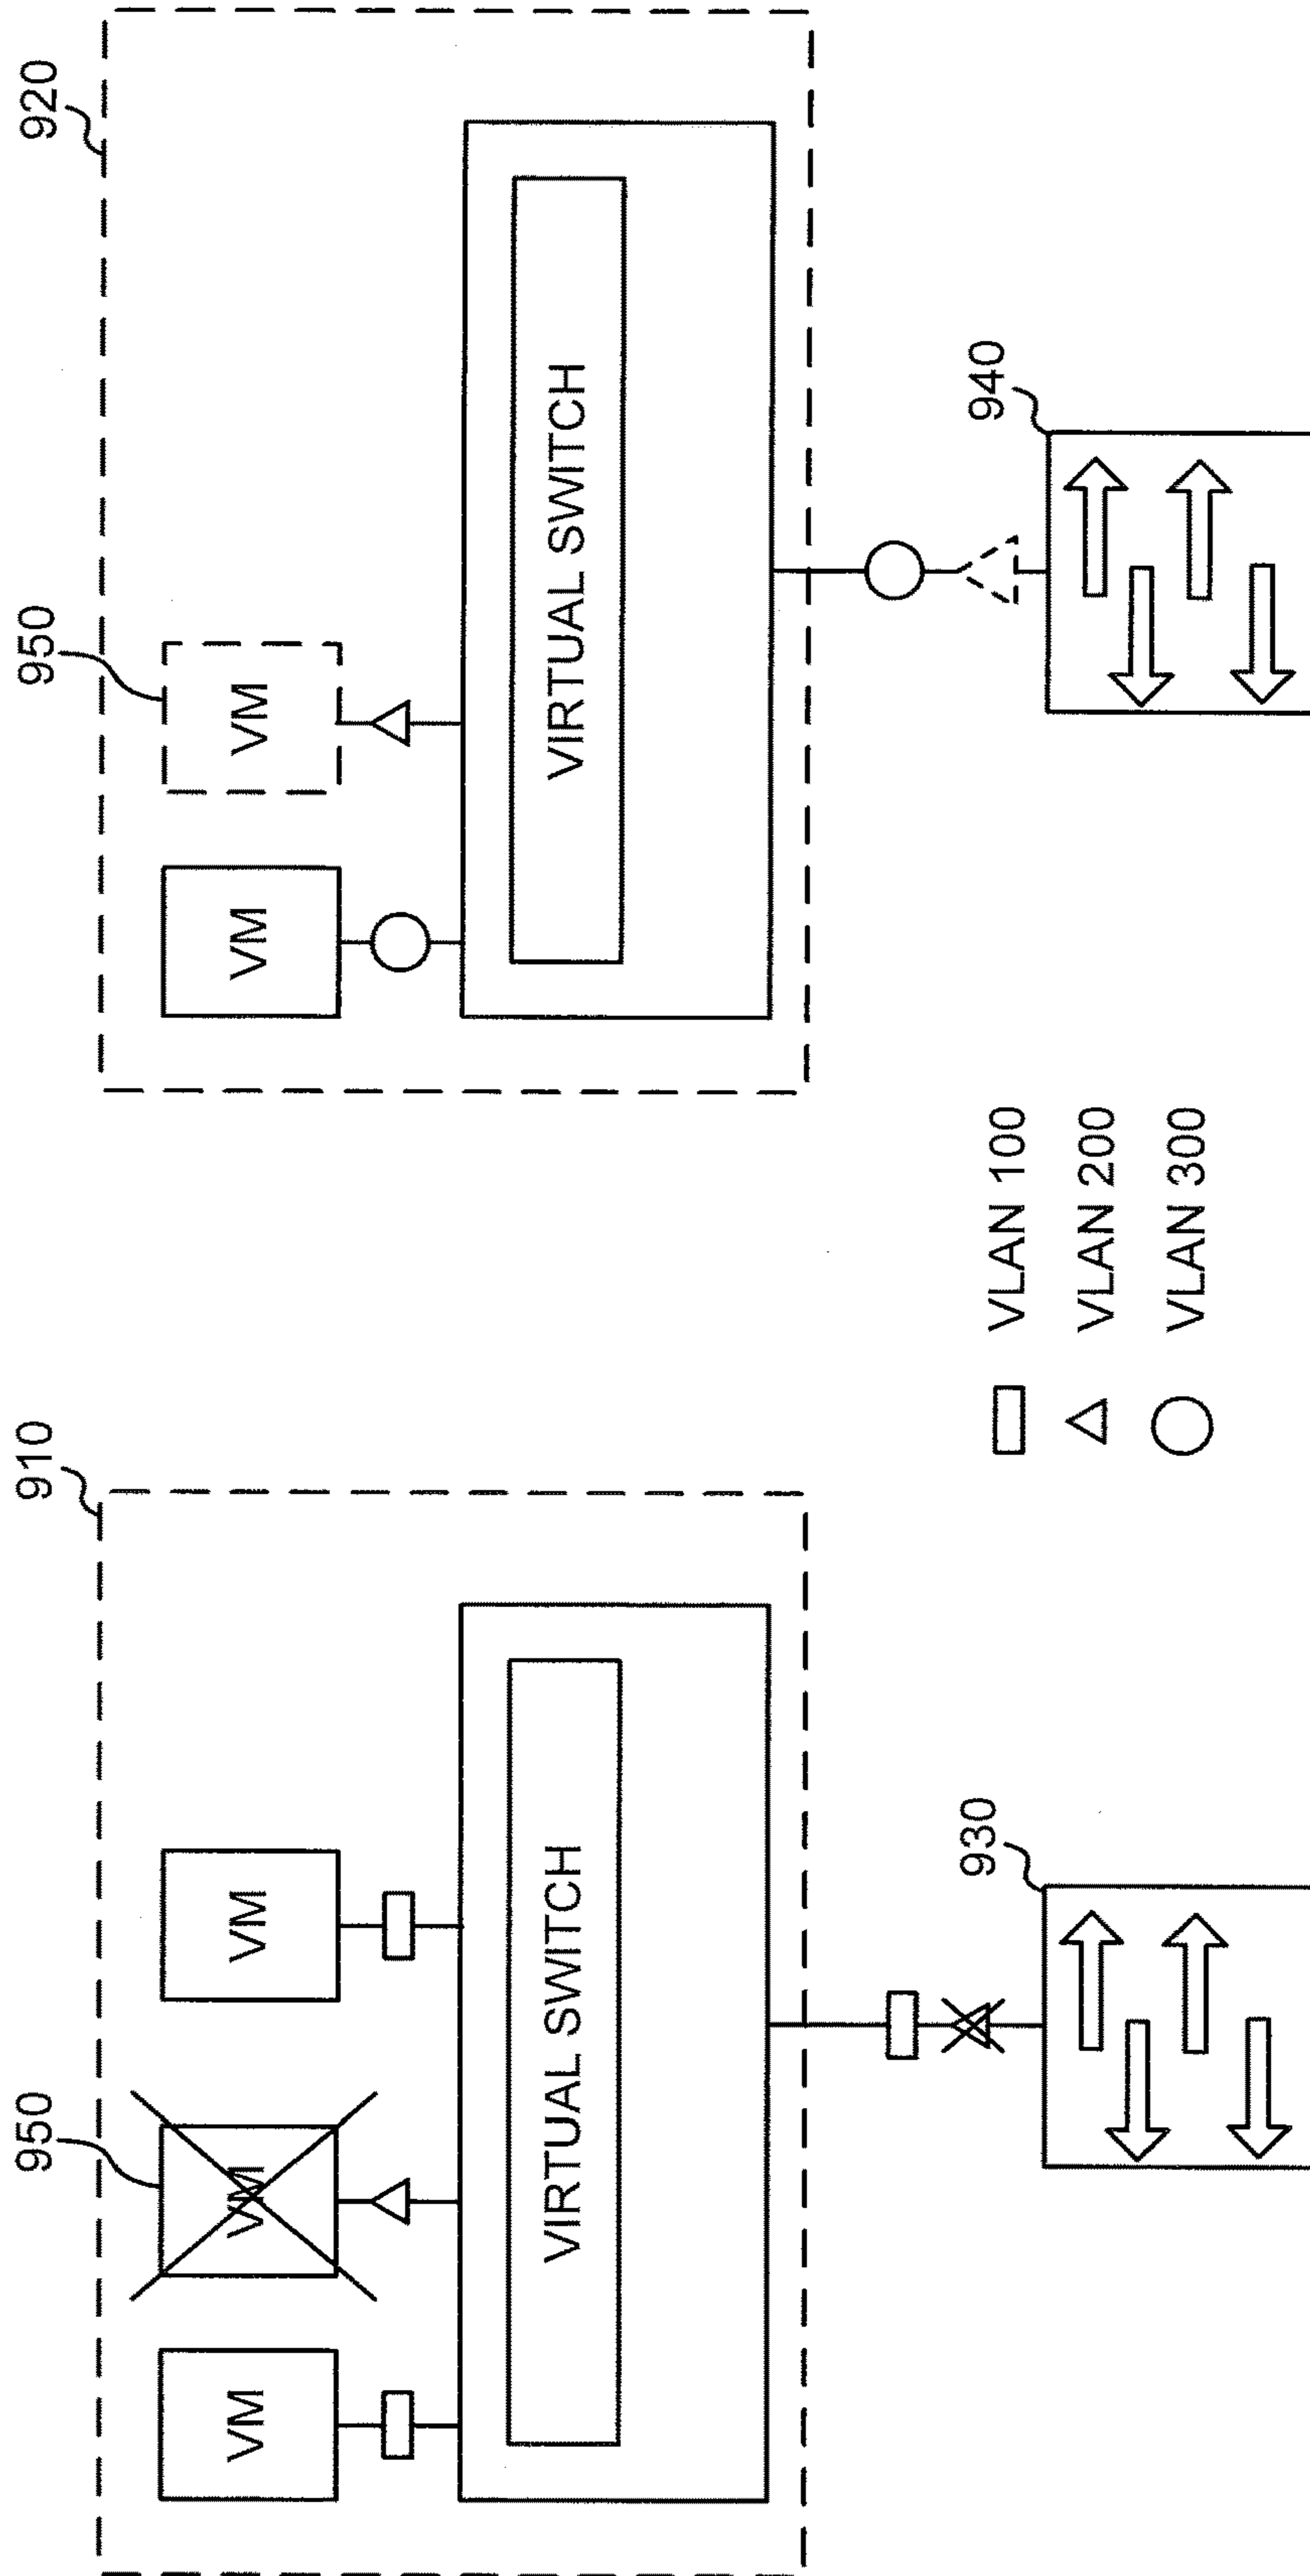 910
920
950
950
VM
VM
VM
VM
VM
VIRTUAL SWITCH
VIRTUAL SWITCH
930
940
VLAN 100
VLAN 200
VLAN 300